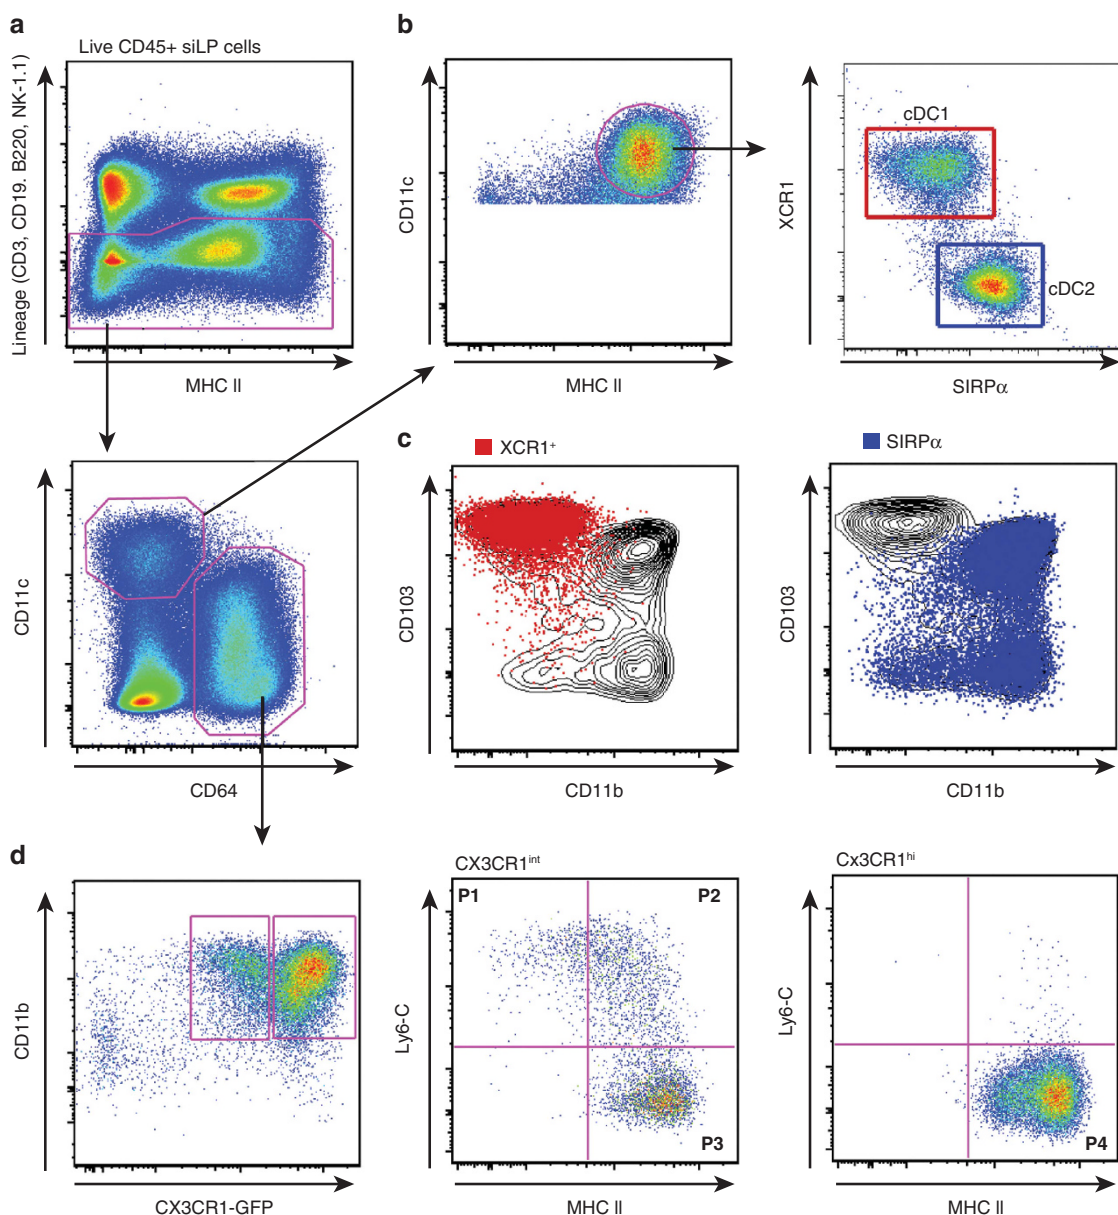 a
Live CD45+ siLP cells
Lineage (CD3, CD19. B220, NK-1.1)
MHC II
b
CD11c
MHC II
XCR1
cDC1
cDC2
SIRPα
CD11c
CD64
c
XCR1⁺
CD103
CD11b
SIRPα
CD103
CD11b
d
CD11b
CX3CR1-GFP
CX3CR1ⁱⁿᵗ
P1
P2
Ly6-C
P3
MHC II
Cx3CR1ʰⁱ
Ly6-C
P4
MHC II